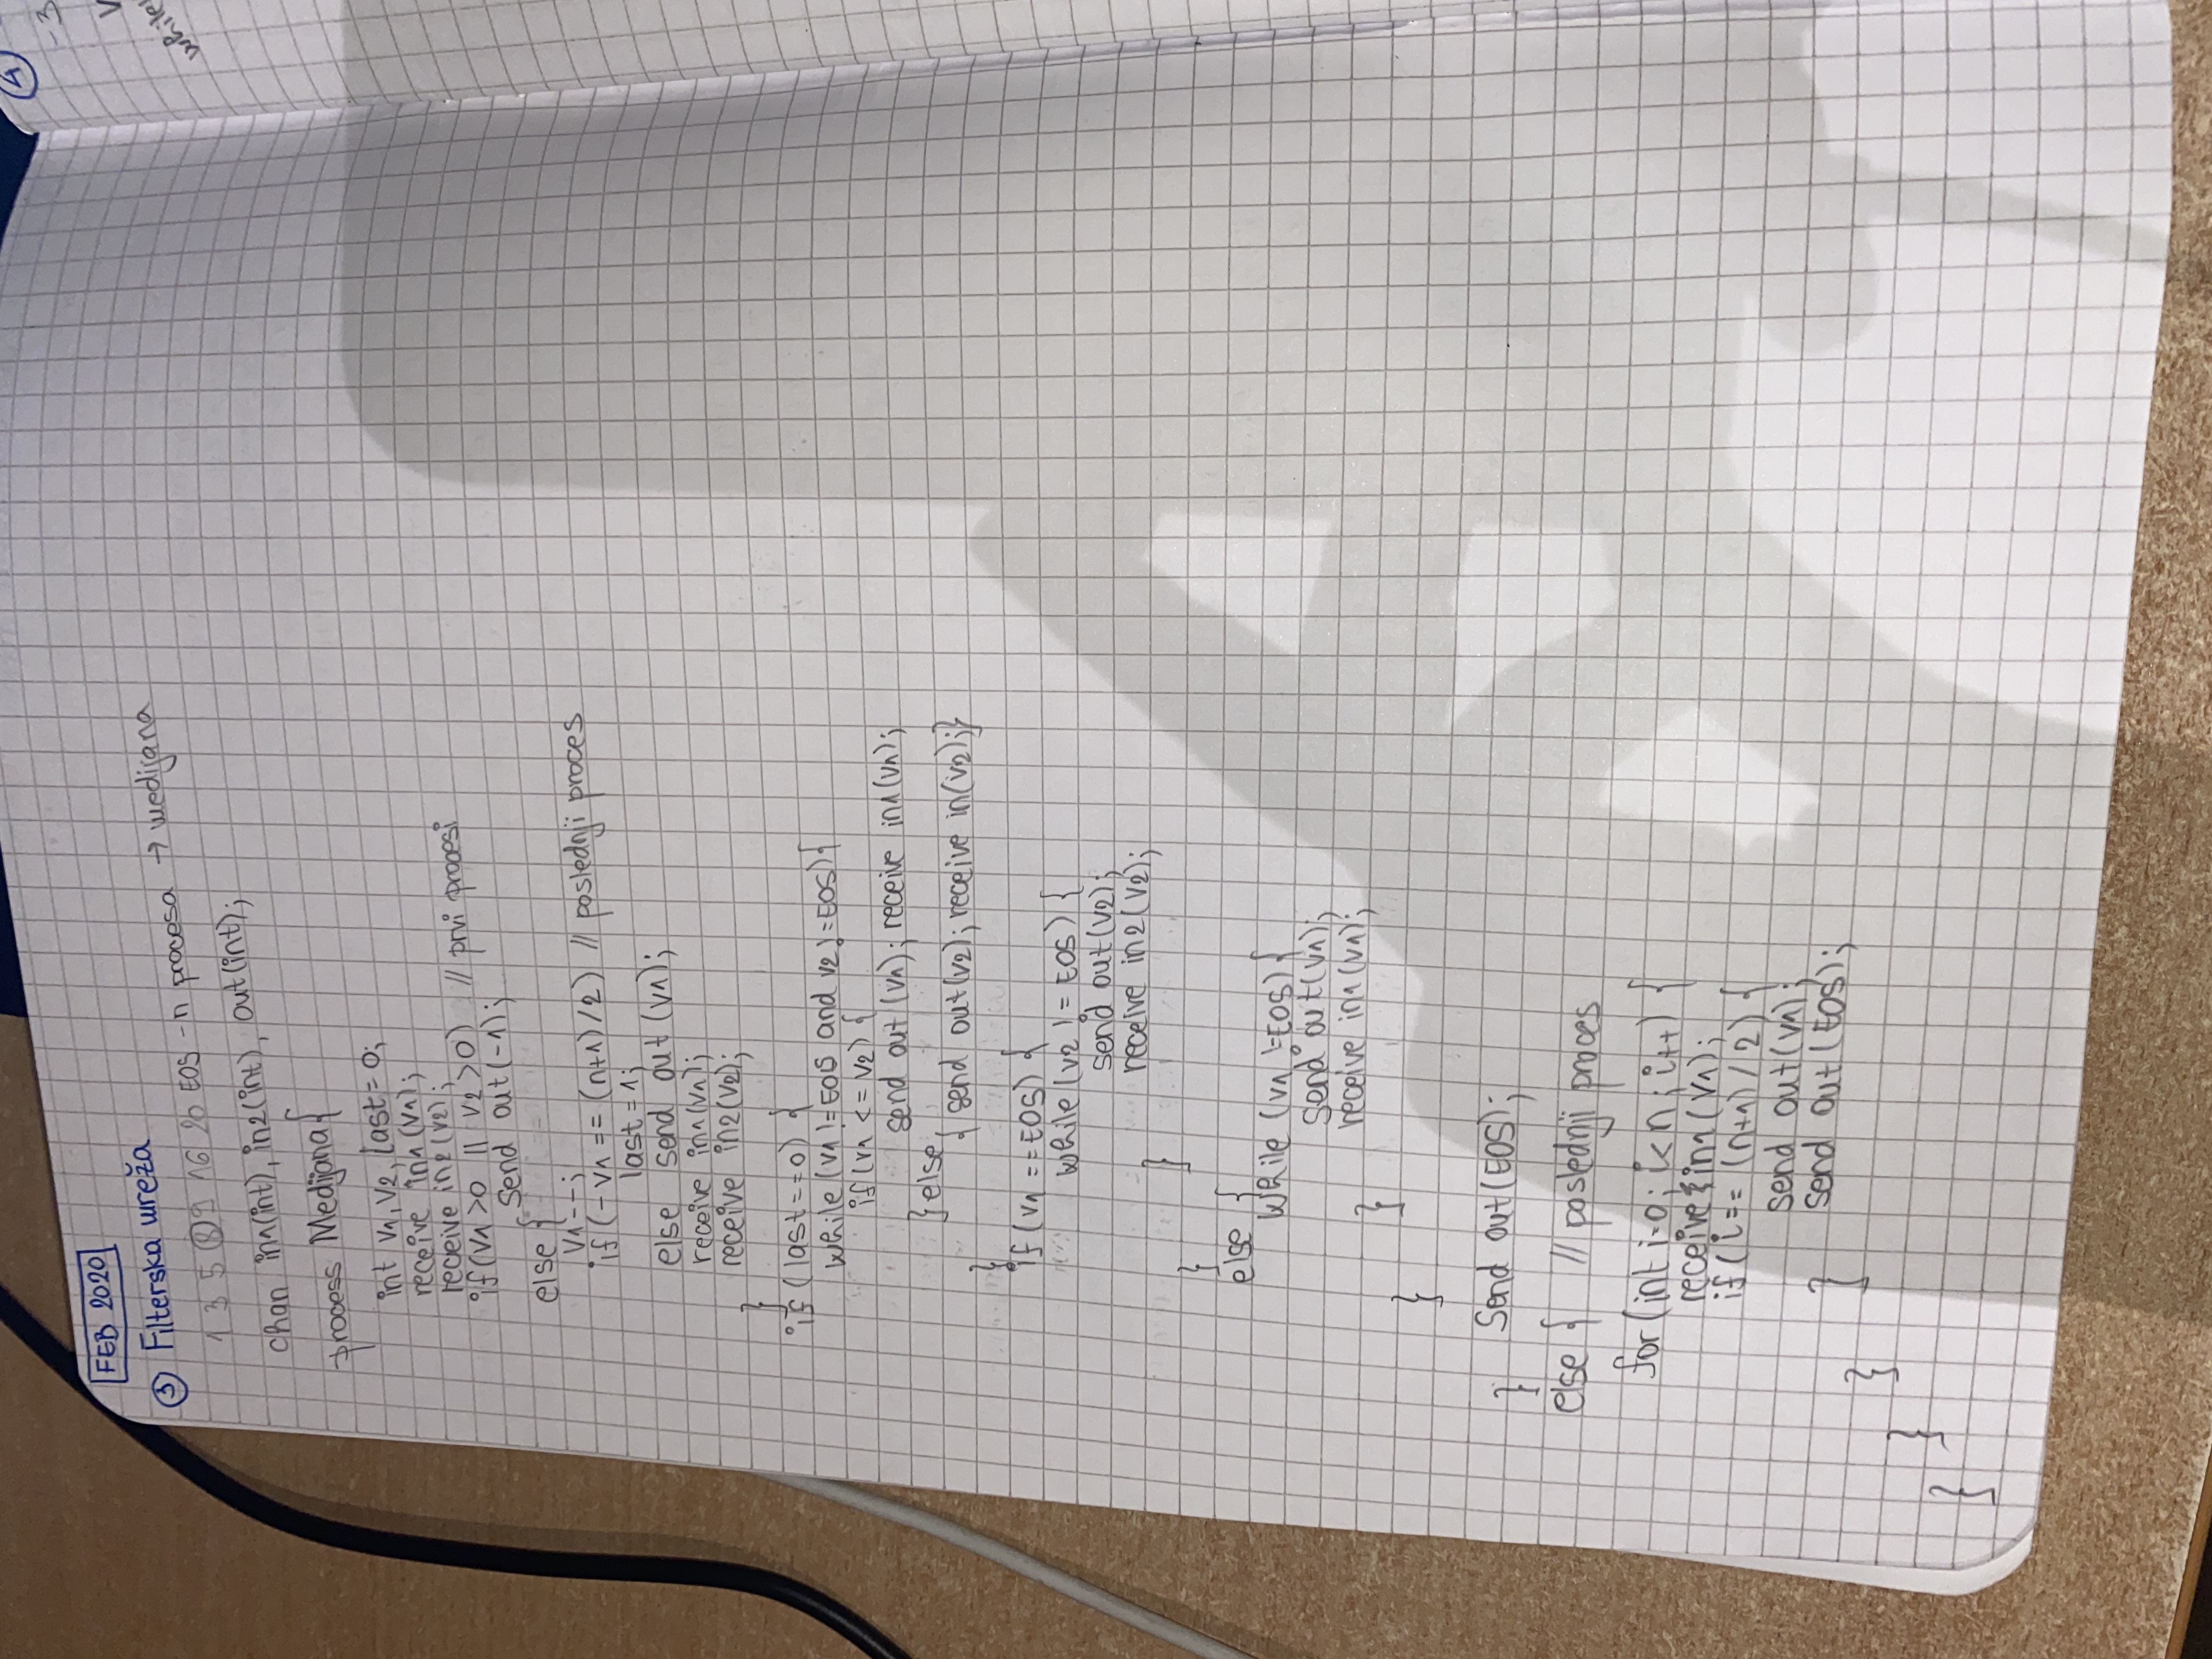 FEB 2020
3 Filterska mreža
1 3 5 8 9 16 20 EOS - n procesa → medijana
chan in1(int), in2(int), out(int);
process Medijana{
int v1, v2, last = 0;
receive in1(v1);
receive in2(v2);
if(v1 >0 || v2 >0) // prvi procesi
send out(-1);
else {
v1--;
if(-v1 == (n+1)/2) // poslednji proces
last = 1;
else send out(v1);
receive in1(v1);
receive in2(v2);
}
if(last==0) {
while(v1 != EOS and v2 != EOS){
if(v1 <= v2) {
send out(v1); receive in1(v1);
}else
{ send out(v2); receive in(v2);}
}
if(v1 == EOS) {
while(v2 != EOS) {
send out(v2);
receive in2(v2);
}
}
else {
while (v1 != EOS) {
send out(v1);
receive in1(v1);
}
}
Send out(EOS);
}
else { // poslednji proces
for(int i=0; i<n; i++) {
receive in1(v1);
if(i == (n+1)/2) {
send out(v1);
send out(EOS);
}
}
}
}
4
-3
V
while